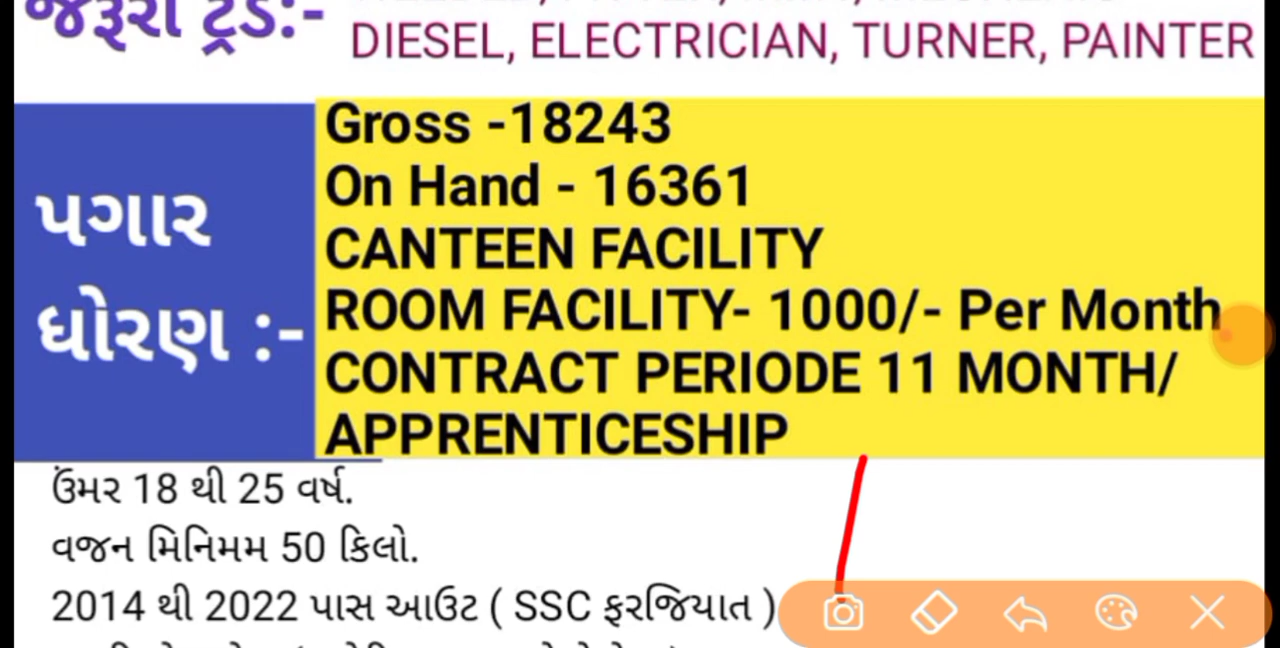 જરૂરી ટ્રેડ:-
DIESEL, ELECTRICIAN, TURNER, PAINTER
પગાર
ધોરણ :-
Gross -18243
On Hand - 16361
CANTEEN FACILITY
ROOM FACILITY- 1000/- Per Month
CONTRACT PERIODE 11 MONTH/
APPRENTICESHIP
ઉંમર 18 થી 25 વર્ષ.
વજન મિનિમમ 50 કિલો.
2014 થી 2022 પાસ આઉટ ( SSC ફરજિયાત )